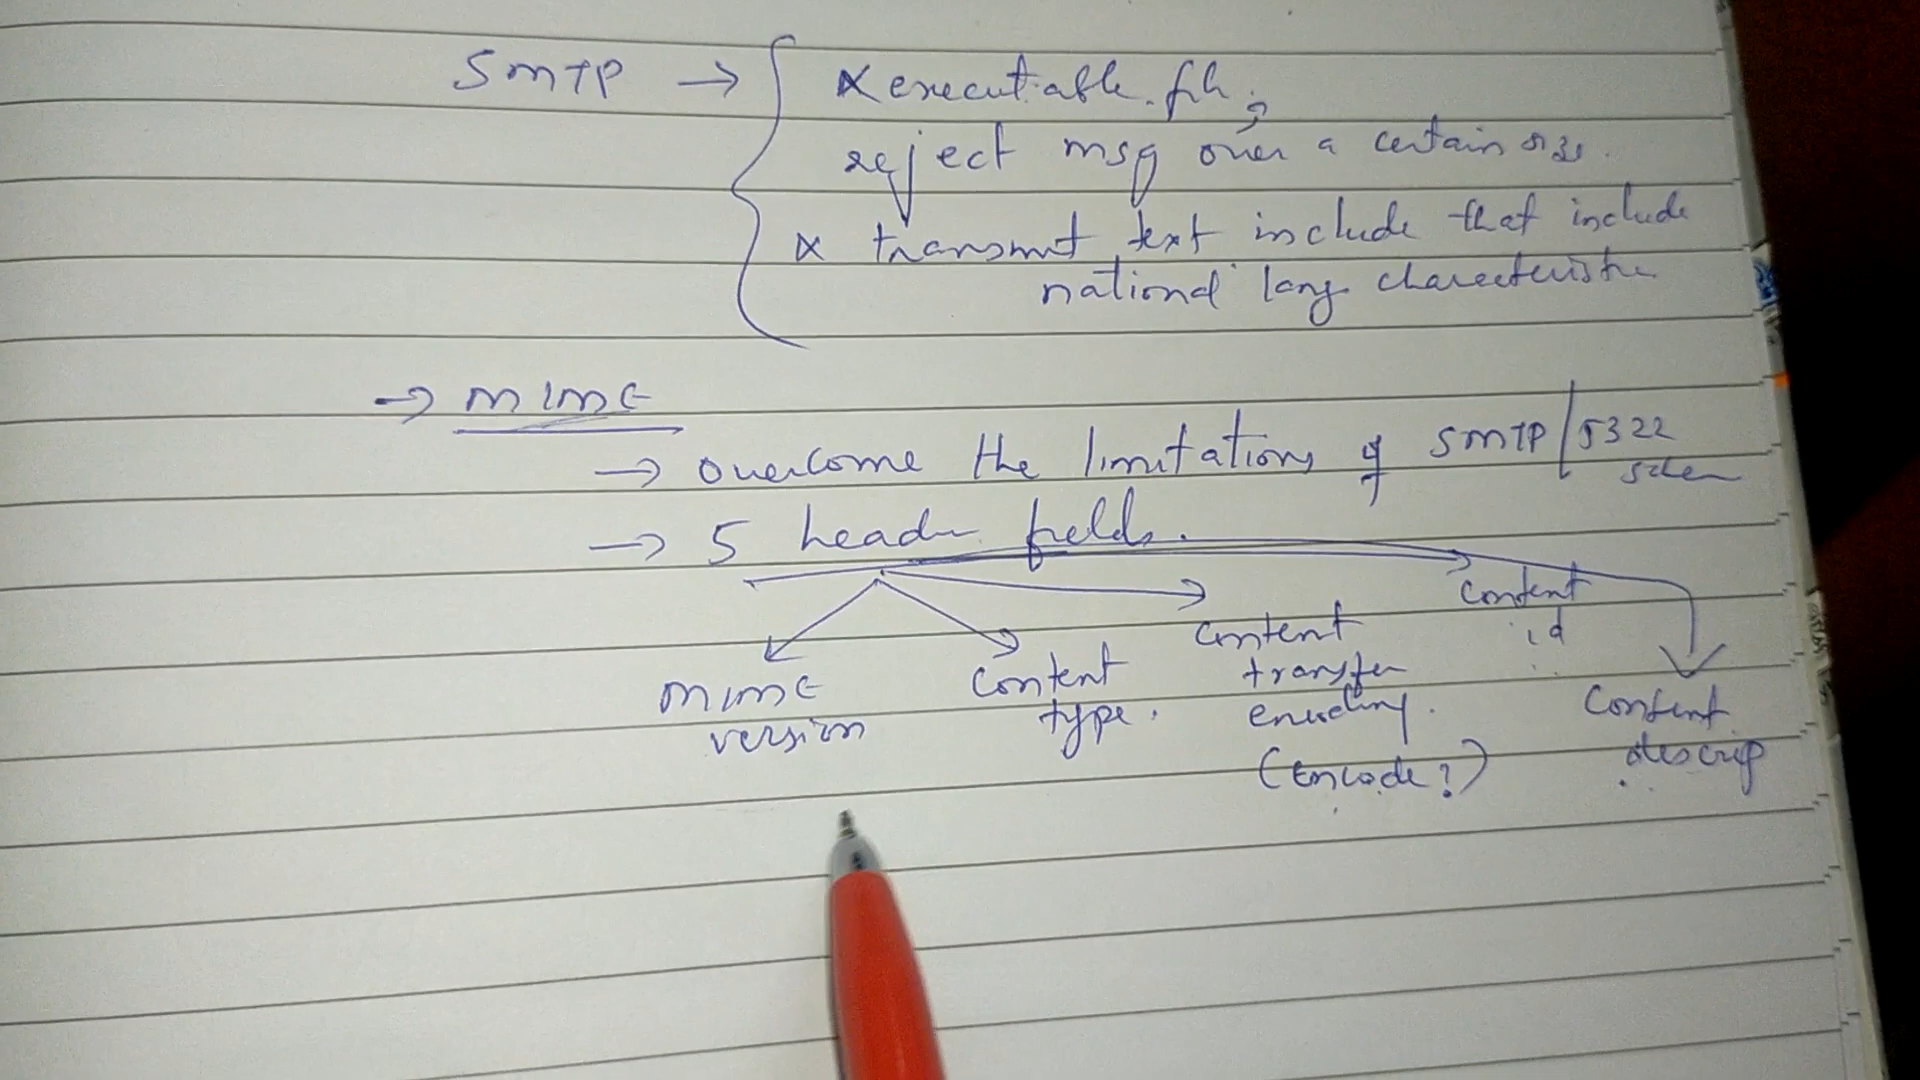 SMTP → { x executable file,
reject msg over a certain size.
x transmit text include that include
national lang characteristic
→ MIME
→ overcome the limitations of SMTP / 5322
→ 5 header fields.
MIME version
Content type.
Content transfer encoding. (Encode?)
Content id
Content descrip